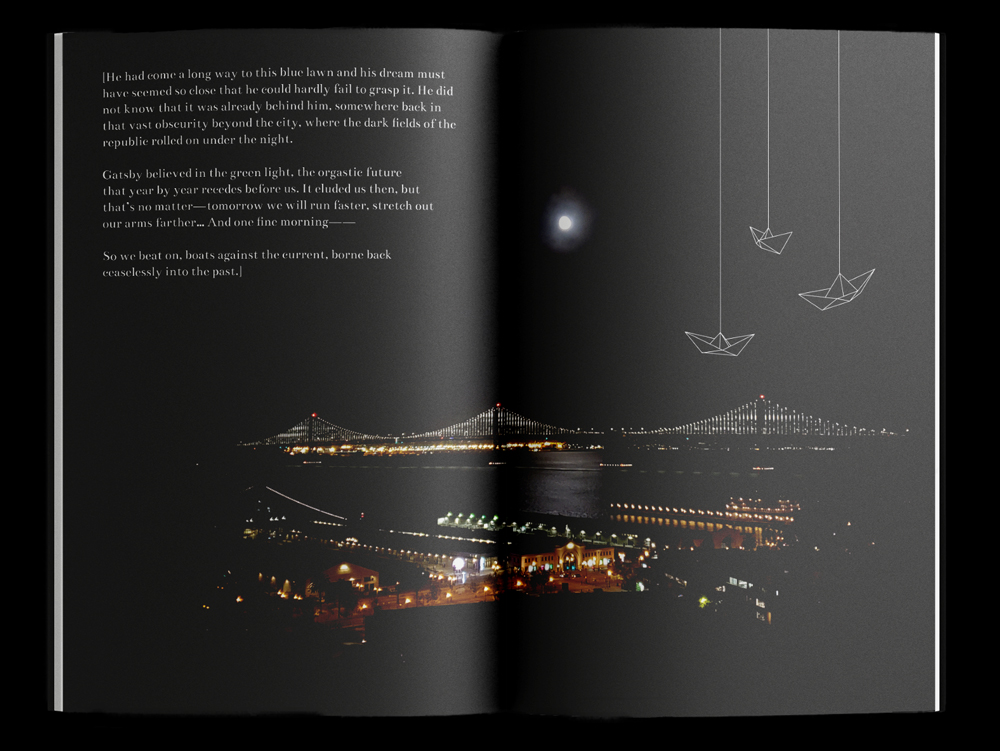 [He had come a long way to this blue lawn and his dream must
have seemed so close that he could hardly fail to grasp it. He did
not know that it was already behind him, somewhere back in
that vast obscurity beyond the city, where the dark fields of the
republic rolled on under the night.
Gatsby believed in the green light, the orgastic future
that year by year recedes before us. It eluded us then, but
that's no matter—tomorrow we will run faster, stretch out
our arms farther... And one fine morning——
So we beat on, boats against the current, borne back
ceaselessly into the past.]